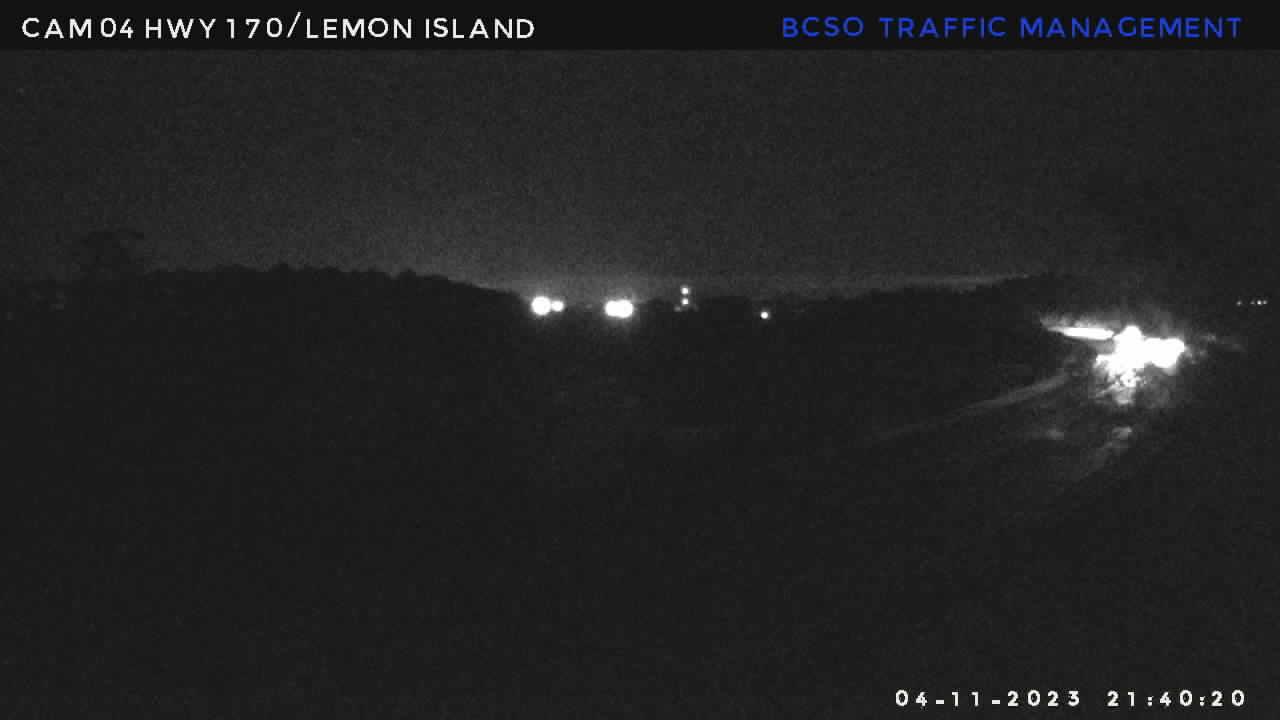 CAM04 HWY 170/LEMON ISLAND
BCSO TRAFFIC MANAGEMENT
04-11-2023 21:40:20